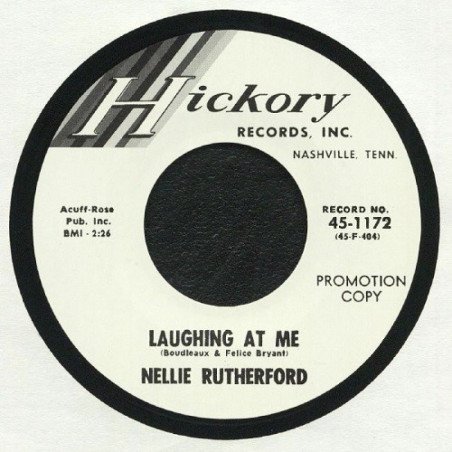 Hickory
RECORDS, INC.
NASHVILLE, TENN.
Acuff-Rose
Pub. Inc.
BMI - 2:26
RECORD NO.
45-1172
(45-F-404)
PROMOTION
COPY
LAUGHING AT ME
(Boudleaux & Felice Bryant)
NELLIE RUTHERFORD